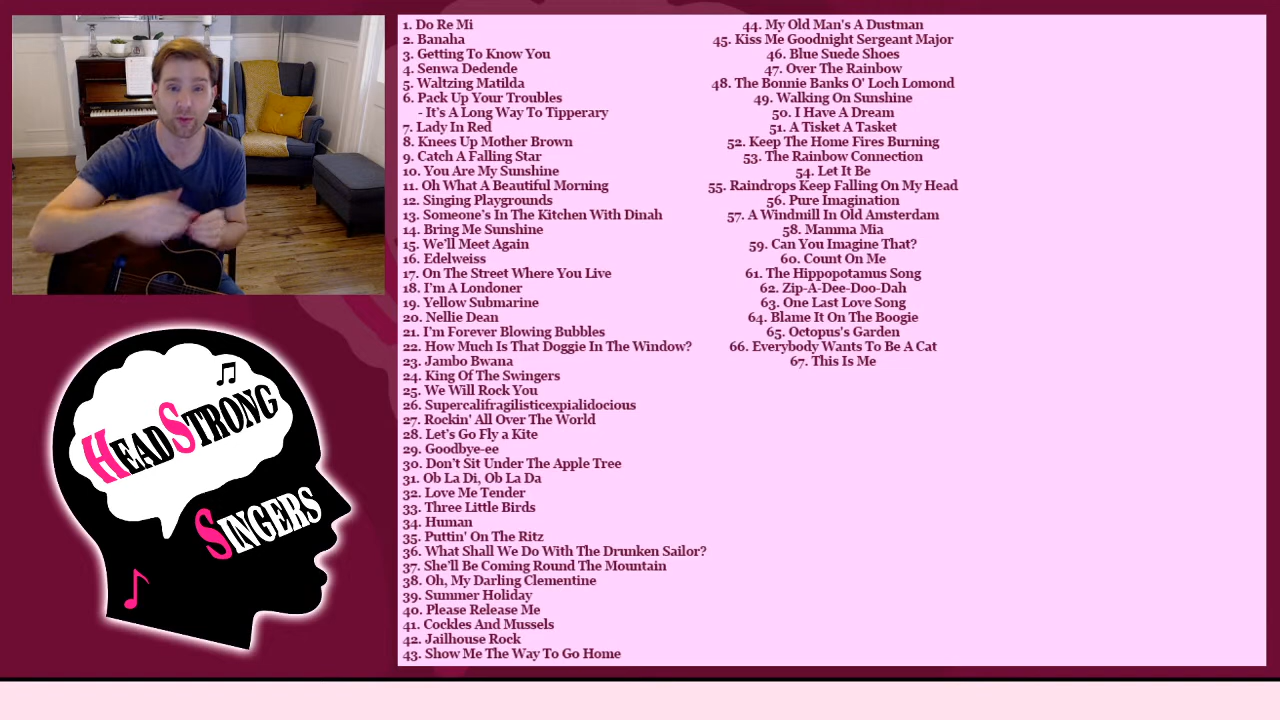 1. Do Re Mi
2. Banaha
3. Getting To Know You
4. Senwa Dedende
5. Waltzing Matilda
6. Pack Up Your Troubles
- It's A Long Way To Tipperary
7. Lady In Red
8. Knees Up Mother Brown
9. Catch A Falling Star
10. You Are My Sunshine
11. Oh What A Beautiful Morning
12. Singing Playgrounds
13. Someone's In The Kitchen With Dinah
14. Bring Me Sunshine
15. We'll Meet Again
16. Edelweiss
17. On The Street Where You Live
18. I'm A Londoner
19. Yellow Submarine
20. Nellie Dean
21. I'm Forever Blowing Bubbles
22. How Much Is That Doggie In The Window?
23. Jambo Bwana
24. King Of The Swingers
25. We Will Rock You
26. Supercalifragilisticexpialidocious
27. Rockin' All Over The World
28. Let's Go Fly a Kite
29. Goodbye-ee
30. Don't Sit Under The Apple Tree
31. Ob La Di, Ob La Da
32. Love Me Tender
33. Three Little Birds
34. Human
35. Puttin' On The Ritz
36. What Shall We Do With The Drunken Sailor?
37. She'll Be Coming Round The Mountain
38. Oh, My Darling Clementine
39. Summer Holiday
40. Please Release Me
41. Cockles And Mussels
42. Jailhouse Rock
43. Show Me The Way To Go Home
44. My Old Man's A Dustman
45. Kiss Me Goodnight Sergeant Major
46. Blue Suede Shoes
47. Over The Rainbow
48. The Bonnie Banks O' Loch Lomond
49. Walking On Sunshine
50. I Have A Dream
51. A Tisket A Tasket
52. Keep The Home Fires Burning
53. The Rainbow Connection
54. Let It Be
55. Raindrops Keep Falling On My Head
56. Pure Imagination
57. A Windmill In Old Amsterdam
58. Mamma Mia
59. Can You Imagine That?
60. Count On Me
61. The Hippopotamus Song
62. Zip-A-Dee-Doo-Dah
63. One Last Love Song
64. Blame It On The Boogie
65. Octopus's Garden
66. Everybody Wants To Be A Cat
67. This Is Me
HEADSTRONG
SINGERS